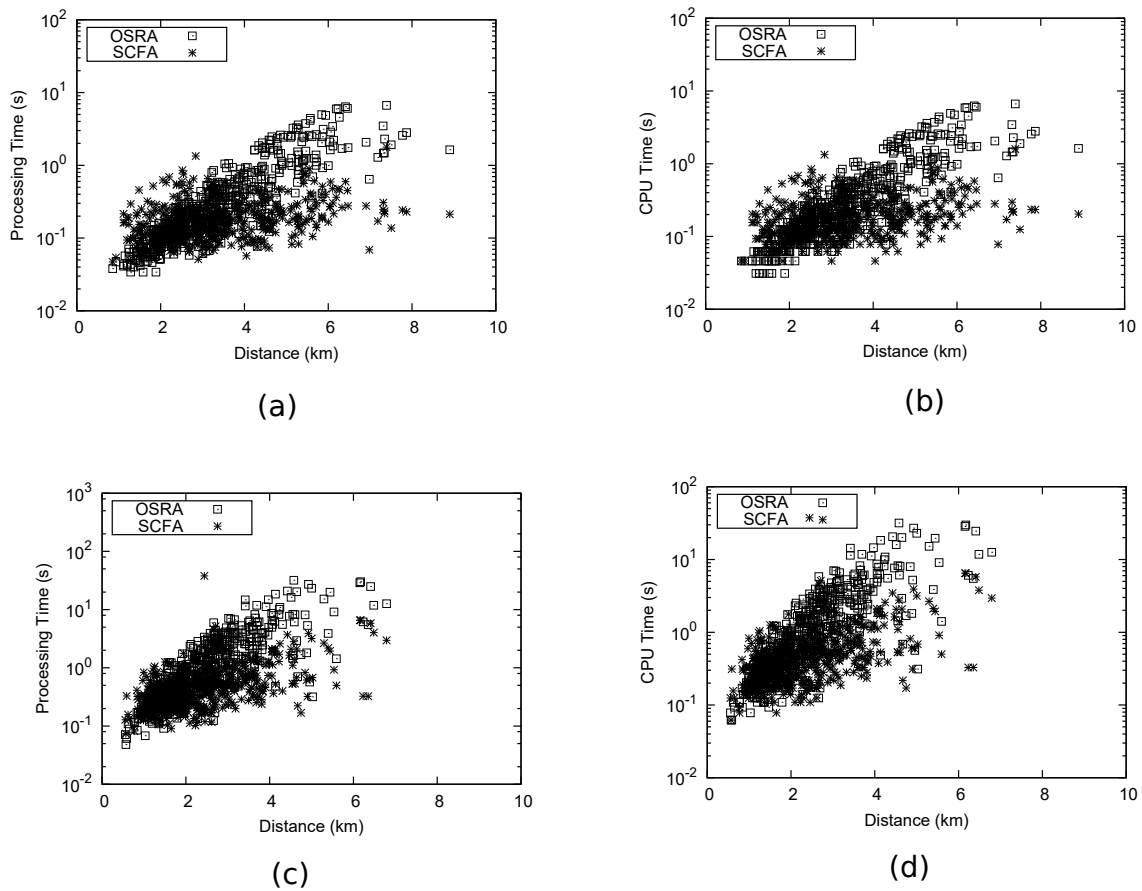 10^2
10^1
10^0
10^-1
10^-2
Processing Time (s)
OSRA
SCFA
0 2 4 6 8 10
Distance (km)
(a)
10^2
10^1
10^0
10^-1
10^-2
CPU Time (s)
OSRA
SCFA
0 2 4 6 8 10
Distance (km)
(b)
10^3
10^2
10^1
10^0
10^-1
10^-2
Processing Time (s)
OSRA
SCFA
0 2 4 6 8 10
Distance (km)
(c)
10^2
10^1
10^0
10^-1
10^-2
CPU Time (s)
OSRA
SCFA
0 2 4 6 8 10
Distance (km)
(d)